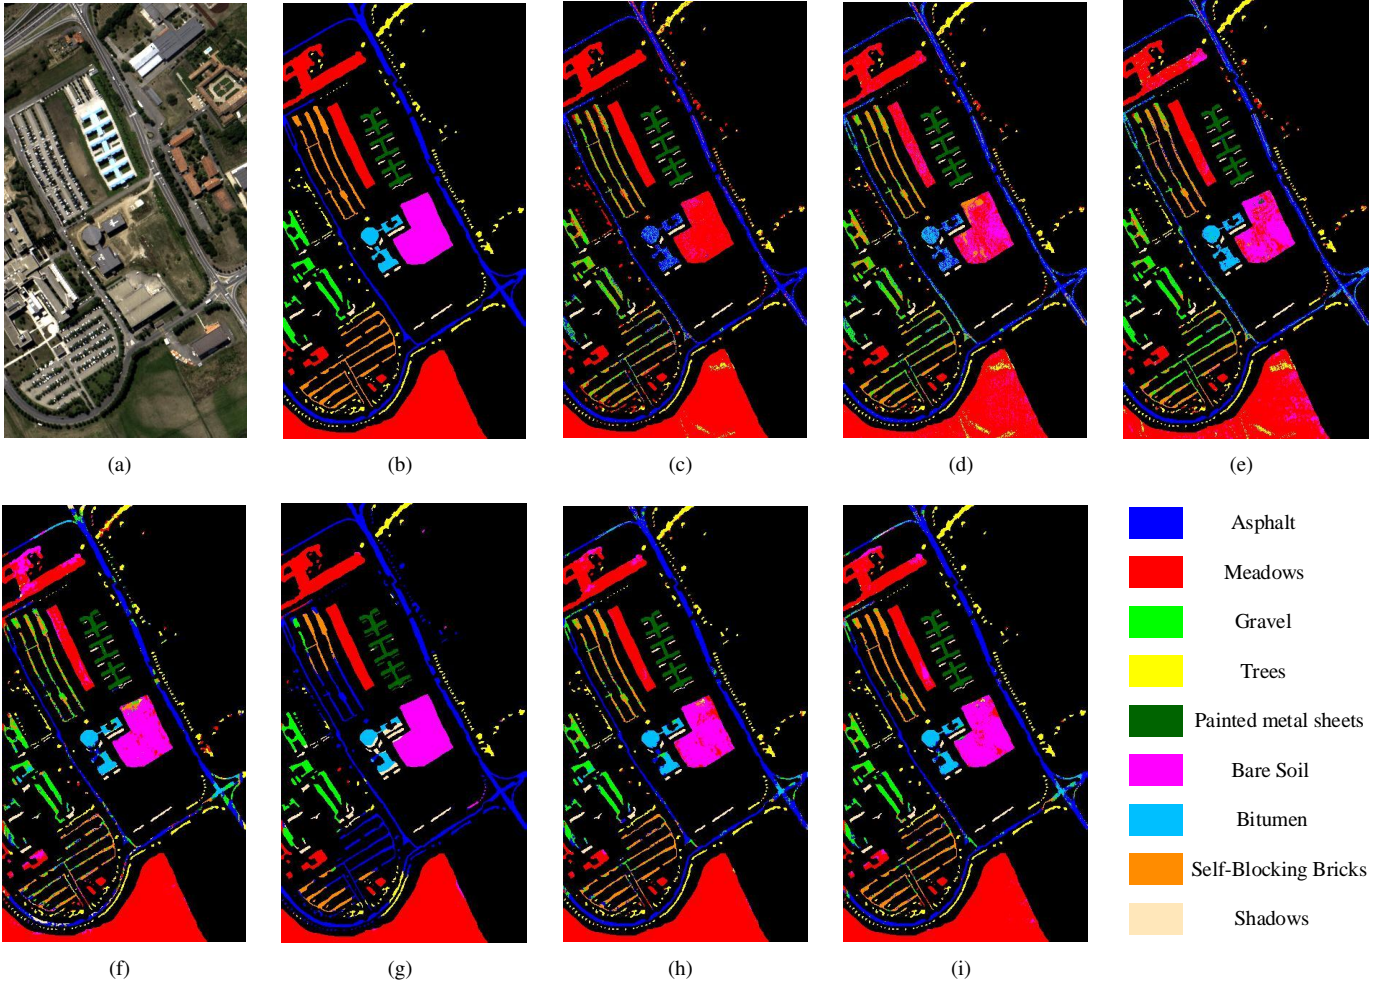 (a)
(b)
(c)
(d)
(e)
(f)
(g)
(h)
(i)
Asphalt
Meadows
Gravel
Trees
Painted metal sheets
Bare Soil
Bitumen
Self-Blocking Bricks
Shadows